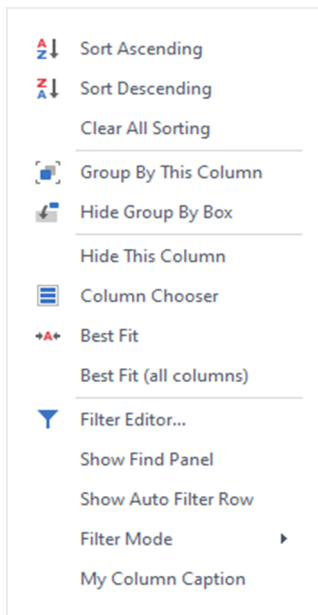 Sort Ascending
Sort Descending
Clear All Sorting
Group By This Column
Hide Group By Box
Hide This Column
Column Chooser
Best Fit
Best Fit (all columns)
Filter Editor...
Show Find Panel
Show Auto Filter Row
Filter Mode
My Column Caption